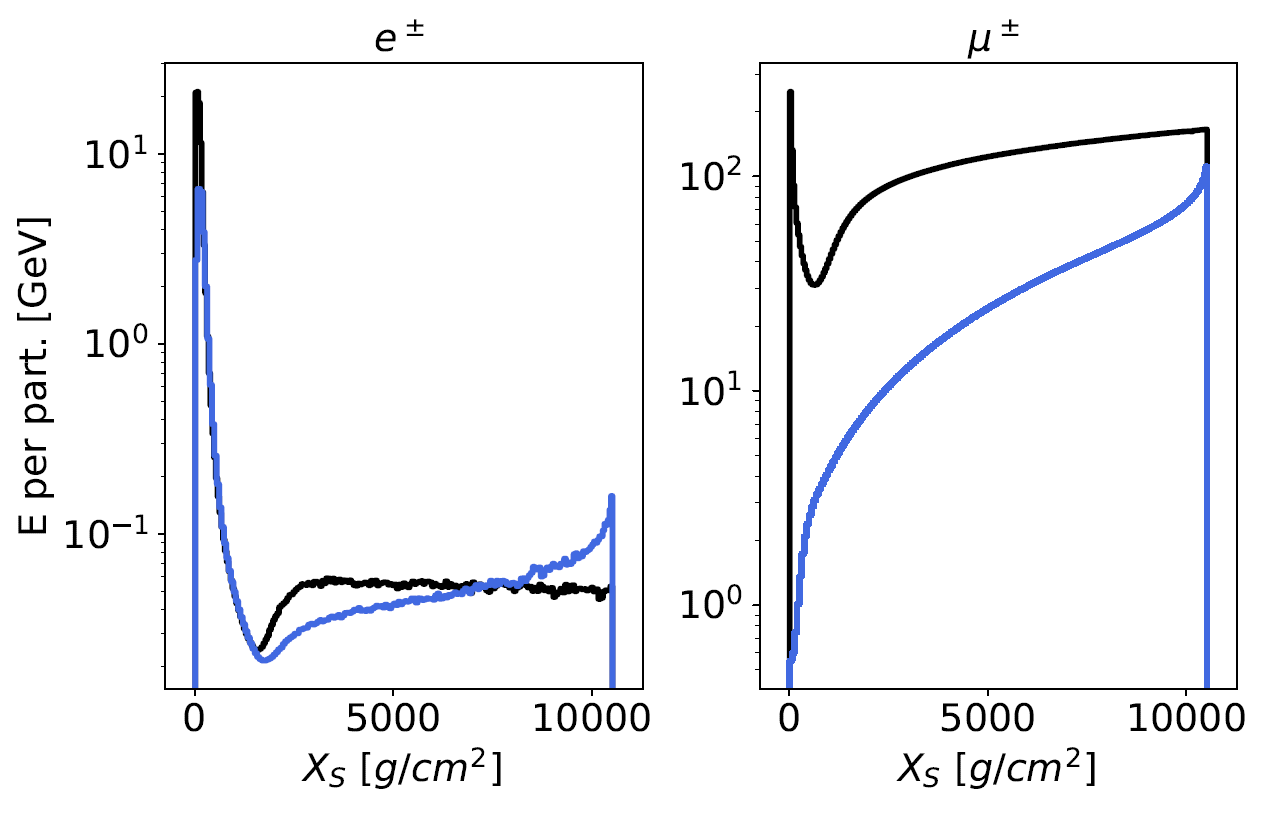 e ±
μ ±
E per part. [GeV]
10¹
10⁰
10⁻¹
10²
10¹
10⁰
0 5000 10000
0 5000 10000
X_S [g/cm²]
X_S [g/cm²]